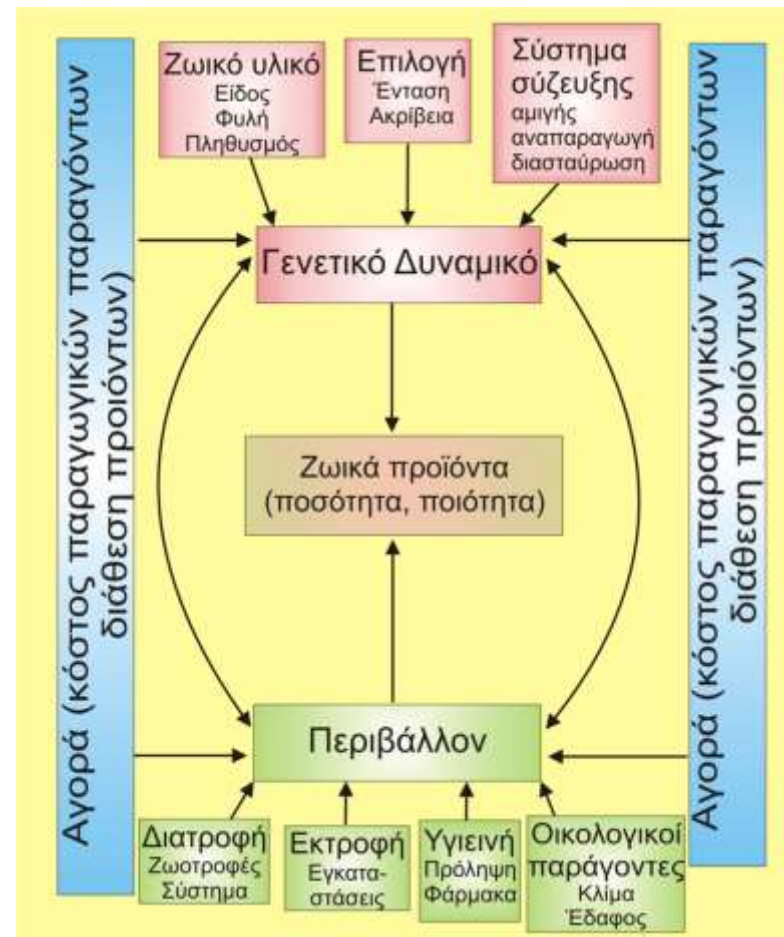 Ζωικό υλικό
Είδος
Φυλή
Πληθυσμός
Επιλογή
Ένταση
Ακρίβεια
Σύστημα
σύζευξης
αμιγής
αναπαραγωγή
διασταύρωση
Αγορά (κόστος παραγωγικών παραγόντων
διάθεση προιόντων)
Γενετικό Δυναμικό
Αγορά (κόστος παραγωγικών παραγόντων
διάθεση προιόντων)
Ζωικά προϊόντα
(ποσότητα, ποιότητα)
Περιβάλλον
Διατροφή
Ζωοτροφές
Σύστημα
Εκτροφή
Εγκατα-
στάσεις
Υγιεινή
Πρόληψη
Φάρμακα
Οικολογικοί
παράγοντες
Κλίμα
Έδαφος